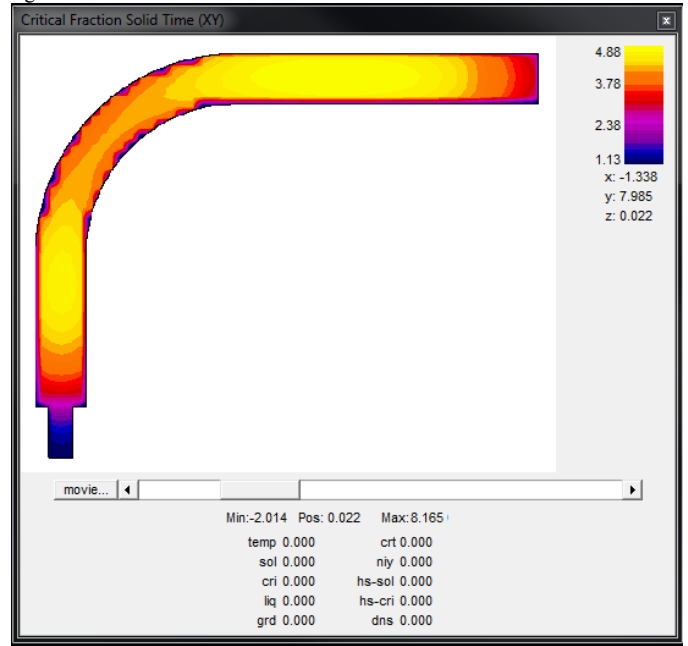 Critical Fraction Solid Time (XY)
x
4.88
3.78
2.38
1.13
x: -1.338
y: 7.985
z: 0.022
movie...
Min:-2.014 Pos: 0.022 Max:8.165
temp 0.000 crt 0.000
sol 0.000 niy 0.000
cri 0.000 hs-sol 0.000
liq 0.000 hs-cri 0.000
grd 0.000 dns 0.000